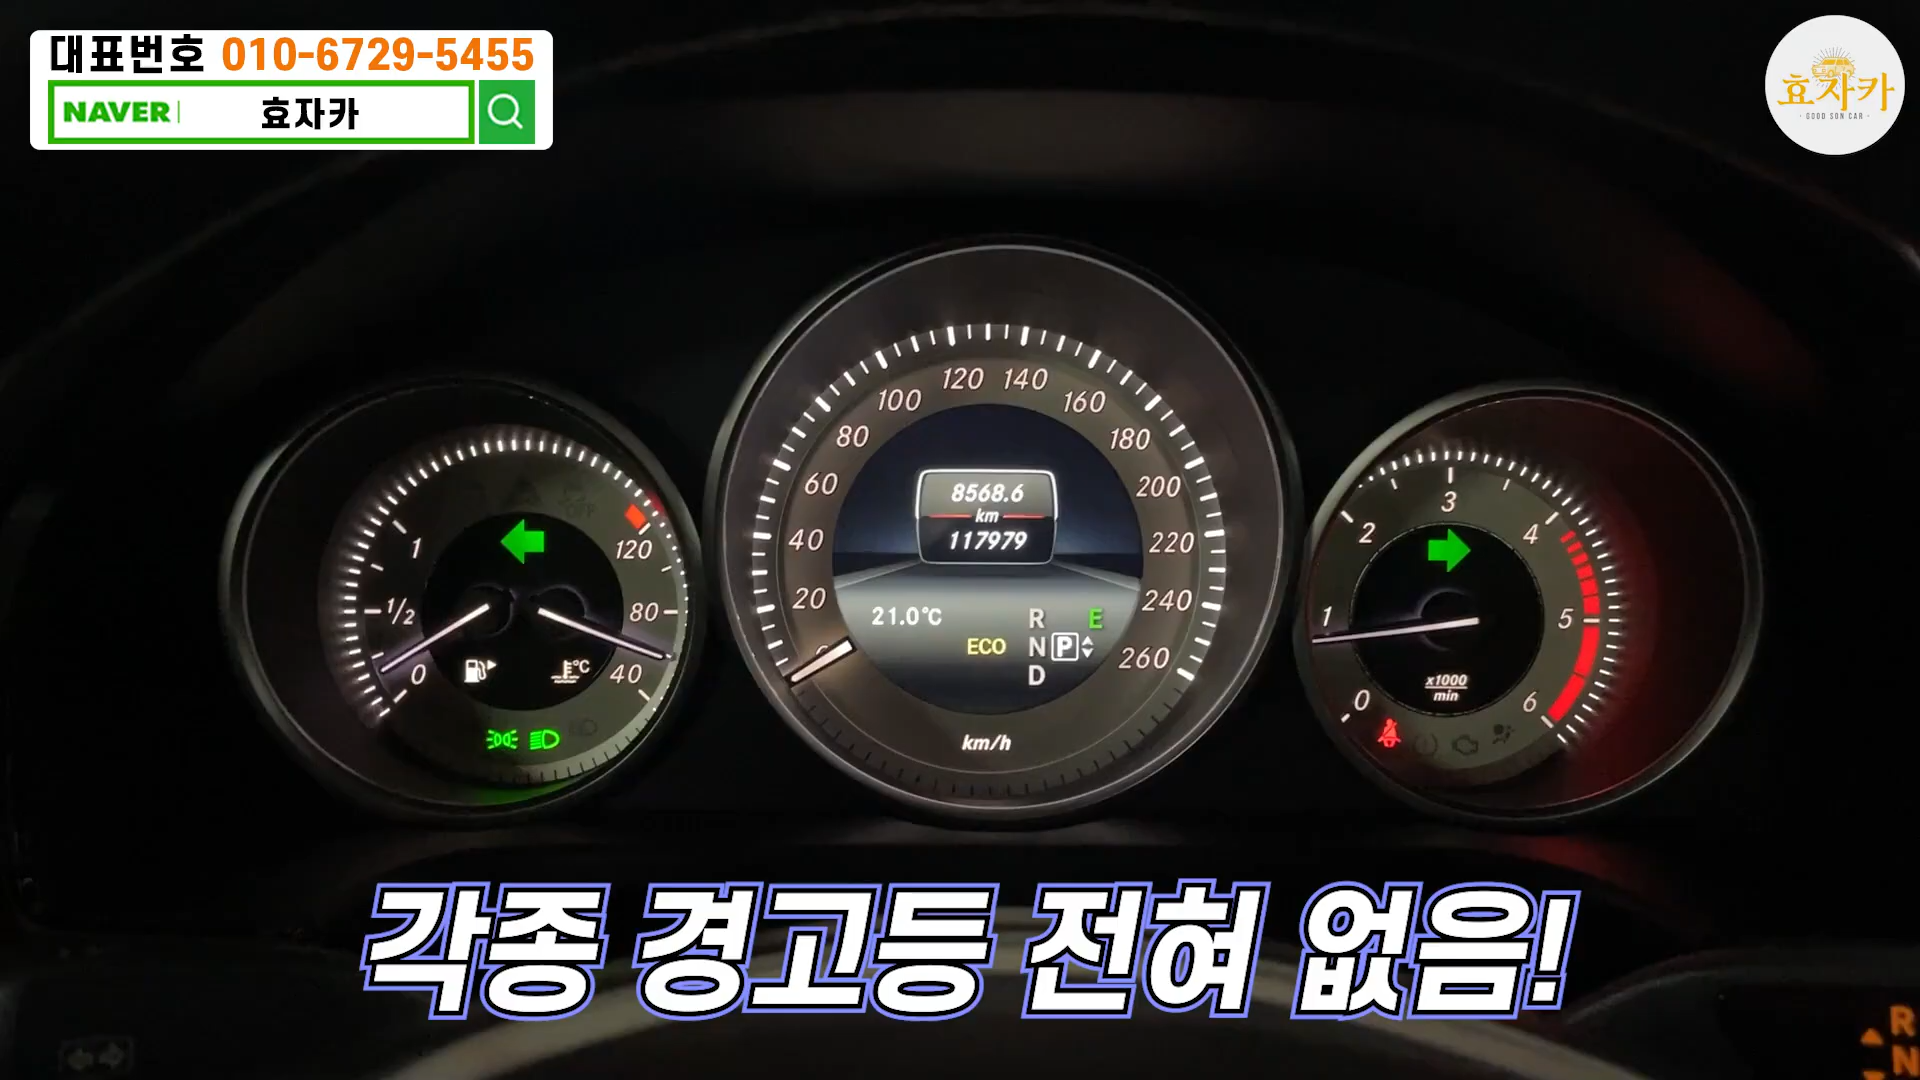 대표번호 010-6729-5455
NAVER 효자카
효자카
· GOOD SON CAR ·
120 140
100 160
80 180
60 200
40 220
20 240
0 260
8568.6
km
117979
21.0°C
R E
ECO N P
D
km/h
1 120
1/2 80
0 °C 40
3
2 4
1 5
0 6
x1000
min
각종 경고등 전혀 없음!
R
N